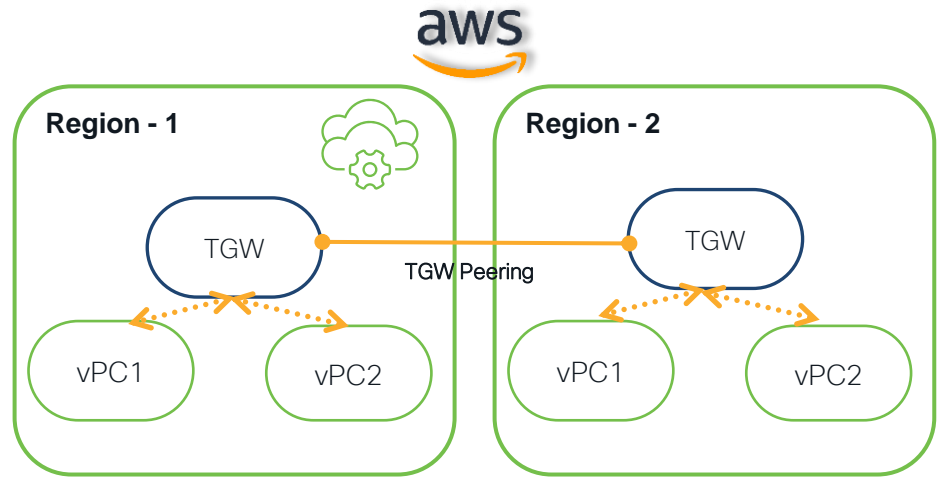 aws
Region - 1
Region - 2
TGW
TGW
TGW Peering
vPC1
vPC2
vPC1
vPC2